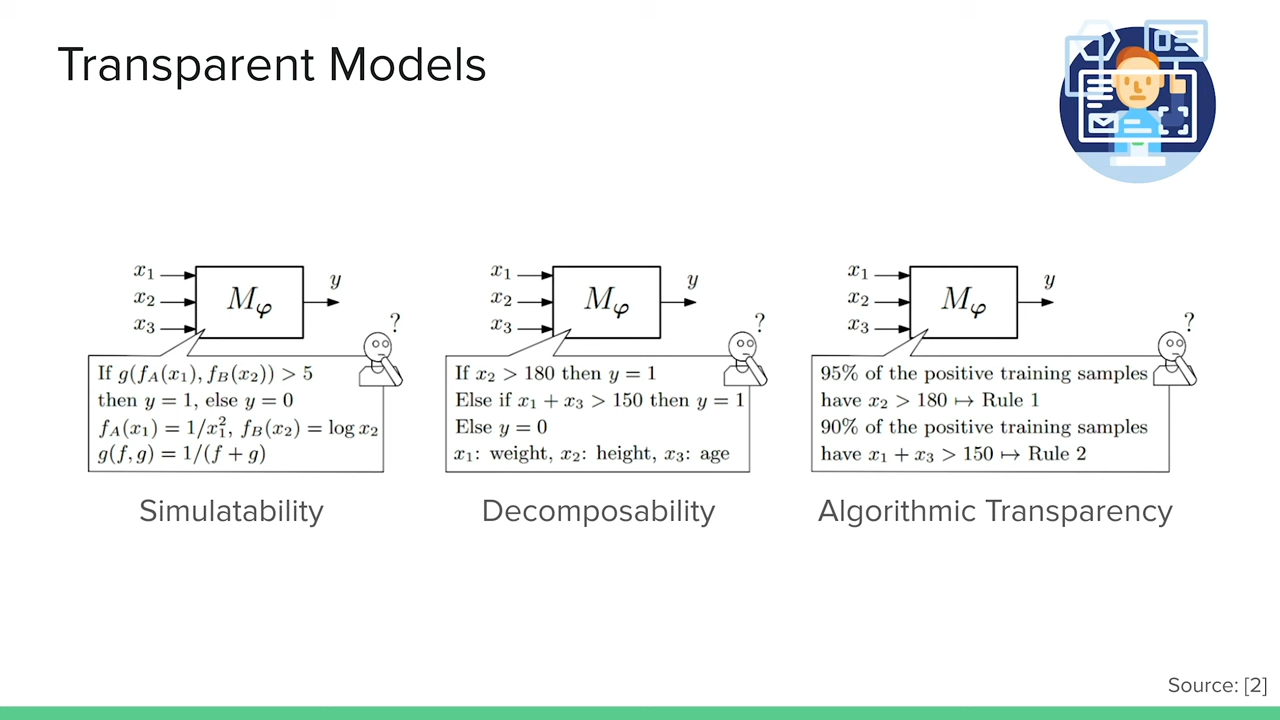 Transparent Models
x₁
x₂
x₃
M_φ
y
?
If g(f_A(x₁), f_B(x₂)) > 5
then y = 1, else y = 0
f_A(x₁) = 1/x₁², f_B(x₂) = log x₂
g(f, g) = 1/(f + g)
Simulatability
x₁
x₂
x₃
M_φ
y
?
If x₂ > 180 then y = 1
Else if x₁ + x₃ > 150 then y = 1
Else y = 0
x₁: weight, x₂: height, x₃: age
Decomposability
x₁
x₂
x₃
M_φ
y
?
95% of the positive training samples
have x₂ > 180 ↦ Rule 1
90% of the positive training samples
have x₁ + x₃ > 150 ↦ Rule 2
Algorithmic Transparency
Source: [2]